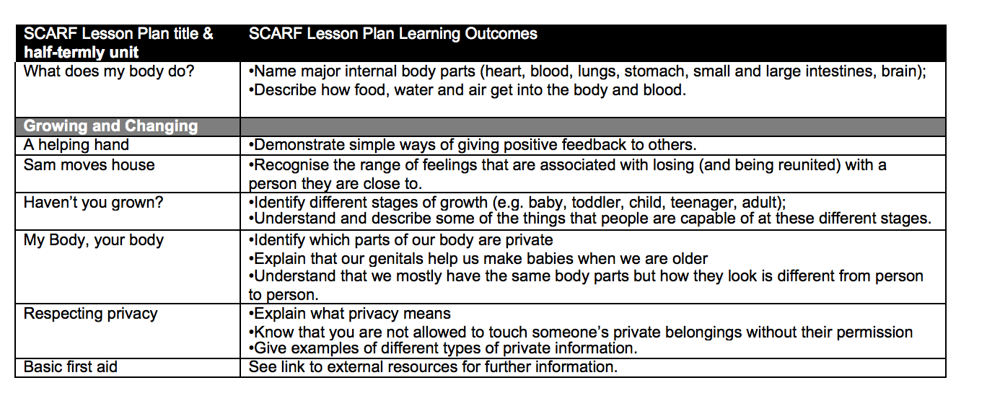 SCARF Lesson Plan title &
half-termly unit
SCARF Lesson Plan Learning Outcomes
What does my body do?
•Name major internal body parts (heart, blood, lungs, stomach, small and large intestines, brain);
•Describe how food, water and air get into the body and blood.
Growing and Changing
A helping hand
•Demonstrate simple ways of giving positive feedback to others.
Sam moves house
•Recognise the range of feelings that are associated with losing (and being reunited) with a
person they are close to.
Haven’t you grown?
•Identify different stages of growth (e.g. baby, toddler, child, teenager, adult);
•Understand and describe some of the things that people are capable of at these different stages.
My Body, your body
•Identify which parts of our body are private
•Explain that our genitals help us make babies when we are older
•Understand that we mostly have the same body parts but how they look is different from person
to person.
Respecting privacy
•Explain what privacy means
•Know that you are not allowed to touch someone’s private belongings without their permission
•Give examples of different types of private information.
Basic first aid
See link to external resources for further information.